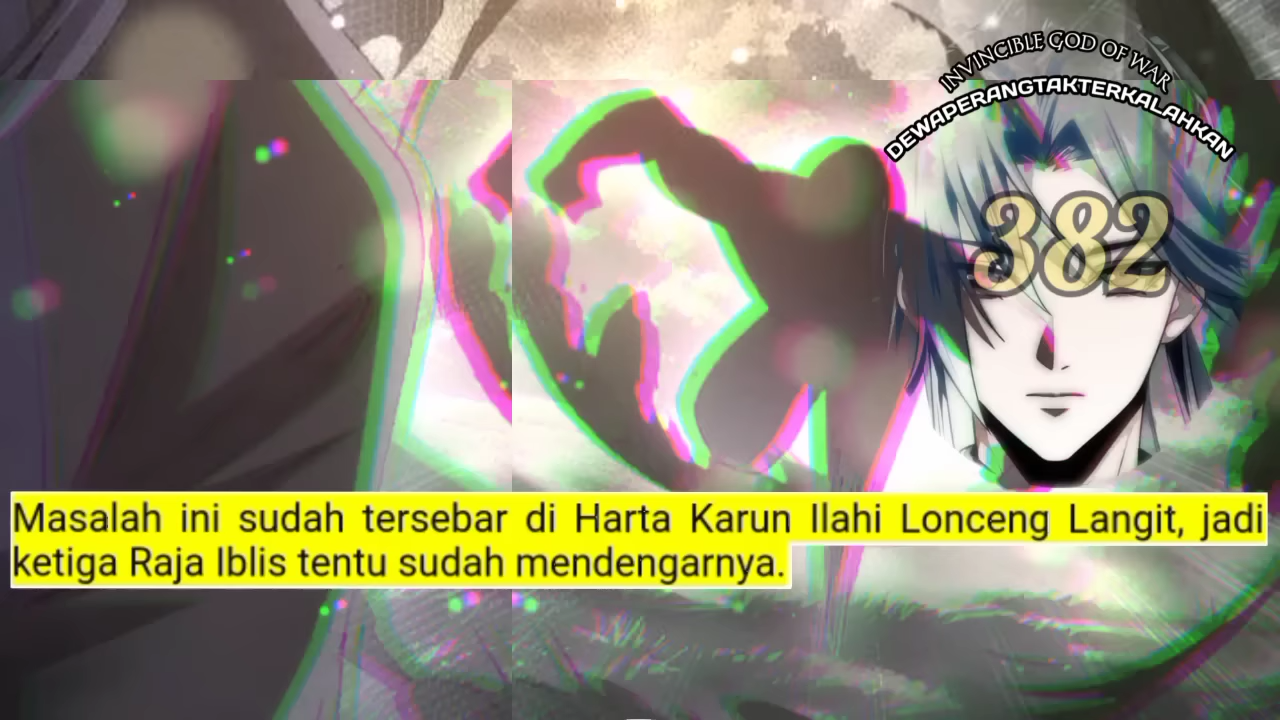 INVINCIBLE GOD OF WAR
DEWAPERANGTAKTERKALAHKAN
382
Masalah ini sudah tersebar di Harta Karun Ilahi Lonceng Langit, jadi
ketiga Raja Iblis tentu sudah mendengarnya.